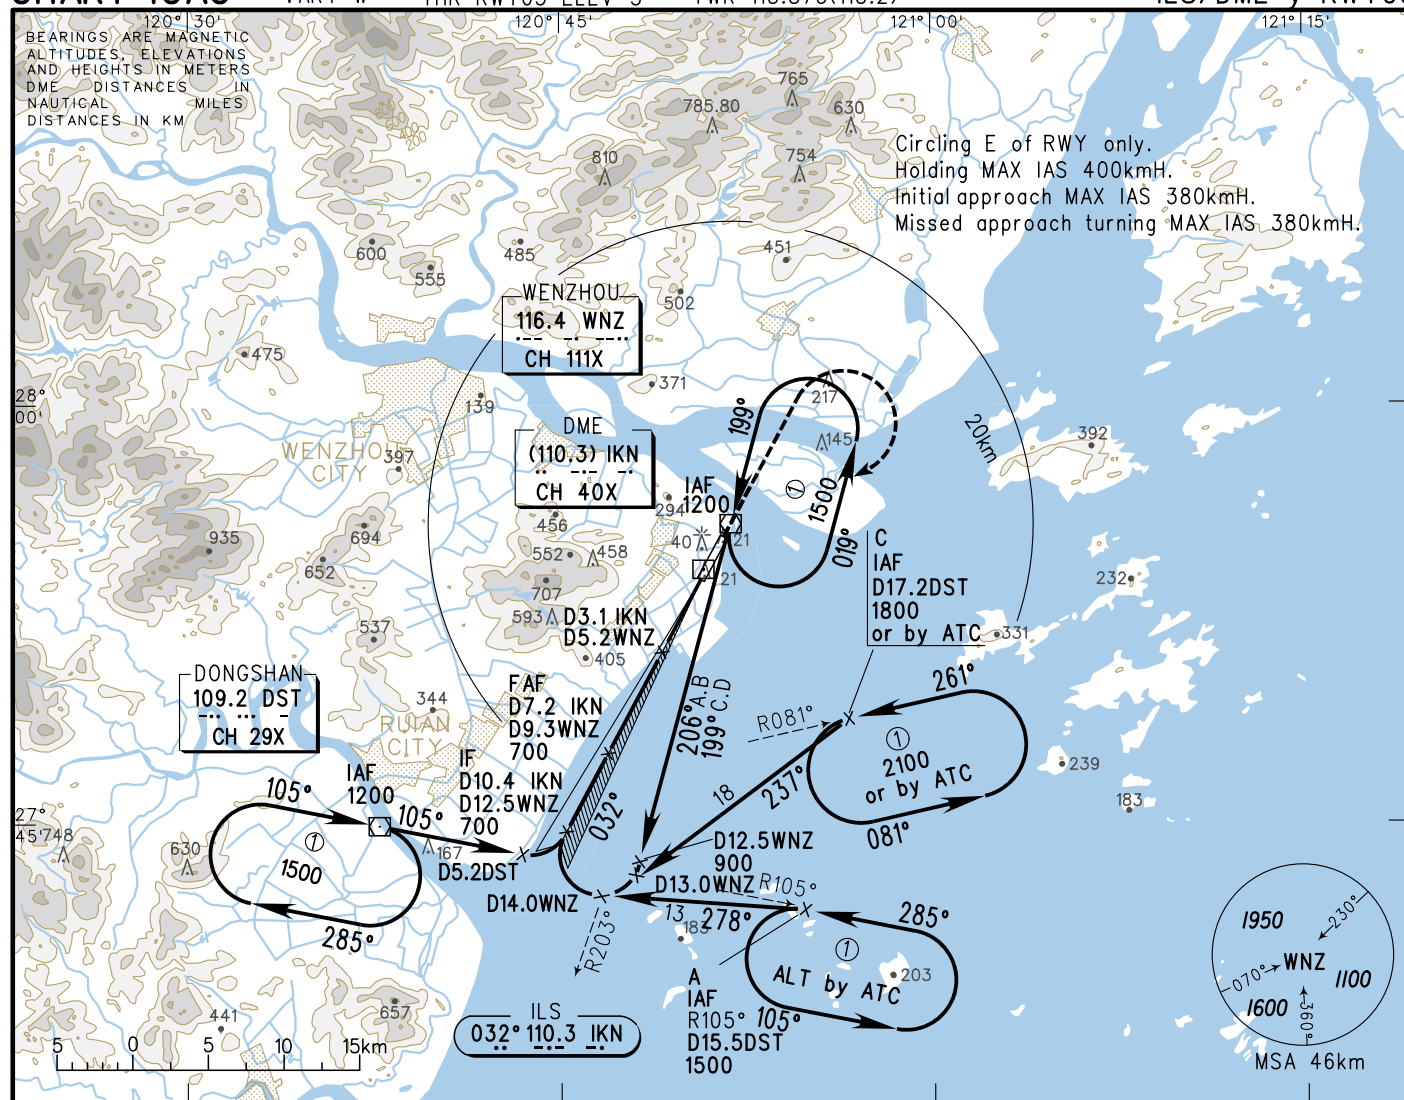 120° 30'
120° 45'
121° 00'
121° 15'
BEARINGS ARE MAGNETIC
ALTITUDES, ELEVATIONS
AND HEIGHTS IN METERS
DME DISTANCES IN
NAUTICAL MILES
DISTANCES IN KM
Circling E of RWY only.
Holding MAX IAS 400kmH.
Initial approach MAX IAS 380kmH.
Missed approach turning MAX IAS 380kmH.
765
785.80
630
810
754
600
400
200
600
485
555
451
502
WENZHOU
116.4 WNZ
CH 111X
475
371
139
217
28°
00'
199°
20km
392
DME
(110.3) IKN
CH 40X
145
WENZHOU
CITY
397
IAF
1200
1
1500
294
456
694
935
40
21
019°
552
458
652
21
C
IAF
D17.2DST
1800
or by ATC
232
707
593
D3.1 IKN
D5.2WNZ
537
331
405
DONGSHAN
109.2 DST
CH 29X
344
RUIAN
CITY
FAF
D7.2 IKN
D9.3WNZ
700
206° A.B
199° C.D
261°
R081°
1
2100
or by ATC
239
IF
D10.4 IKN
D12.5WNZ
700
IAF
1200
105°
105°
18
237°
183
032°
081°
27°
45'
748
630
1
1500
167
D5.2DST
D12.5WNZ
900
D13.0WNZ
R105°
D14.0WNZ
13
278°
285°
285°
183
R203°
1
ALT by ATC
203
A
IAF
R105°
D15.5DST
1500
105°
1950
230°
WNZ
070°
1100
1600
360°
MSA 46km
657
441
ILS
032° 110.3 IKN
5 0 5 10 15km